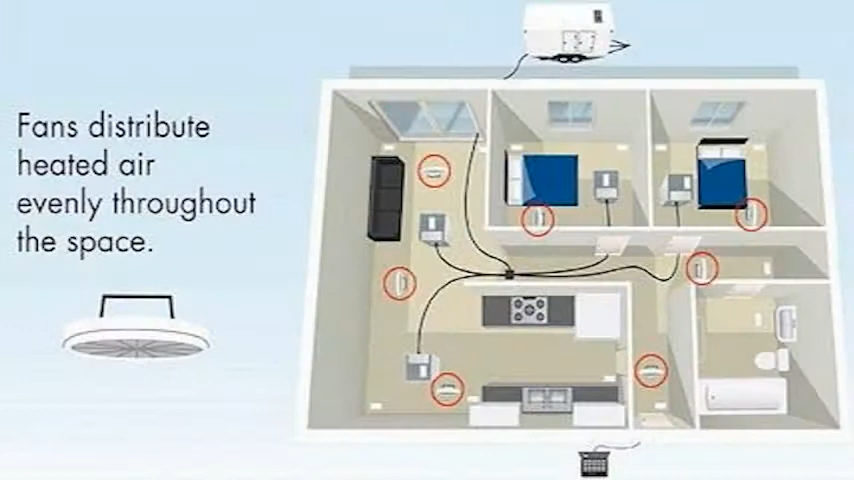 Fans distribute
heated air
evenly throughout
the space.